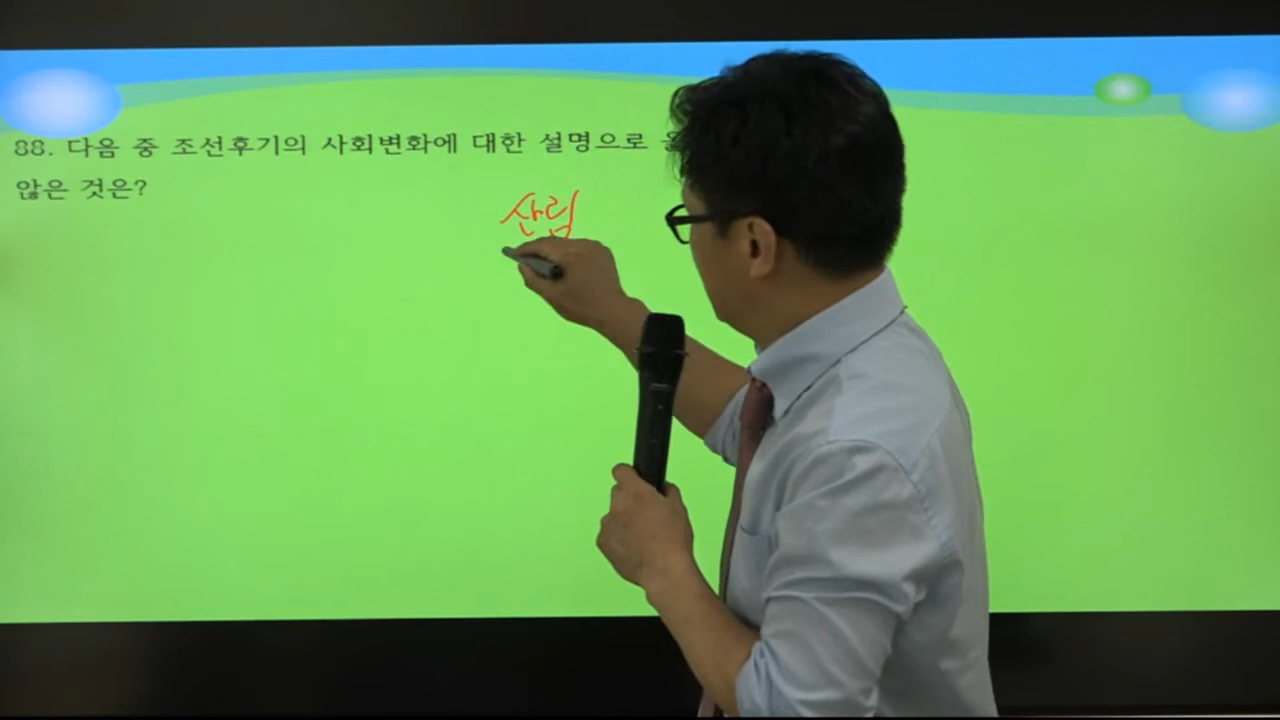 88. 다음 중 조선후기의 사회변화에 대한 설명으로
않은 것은?
산림